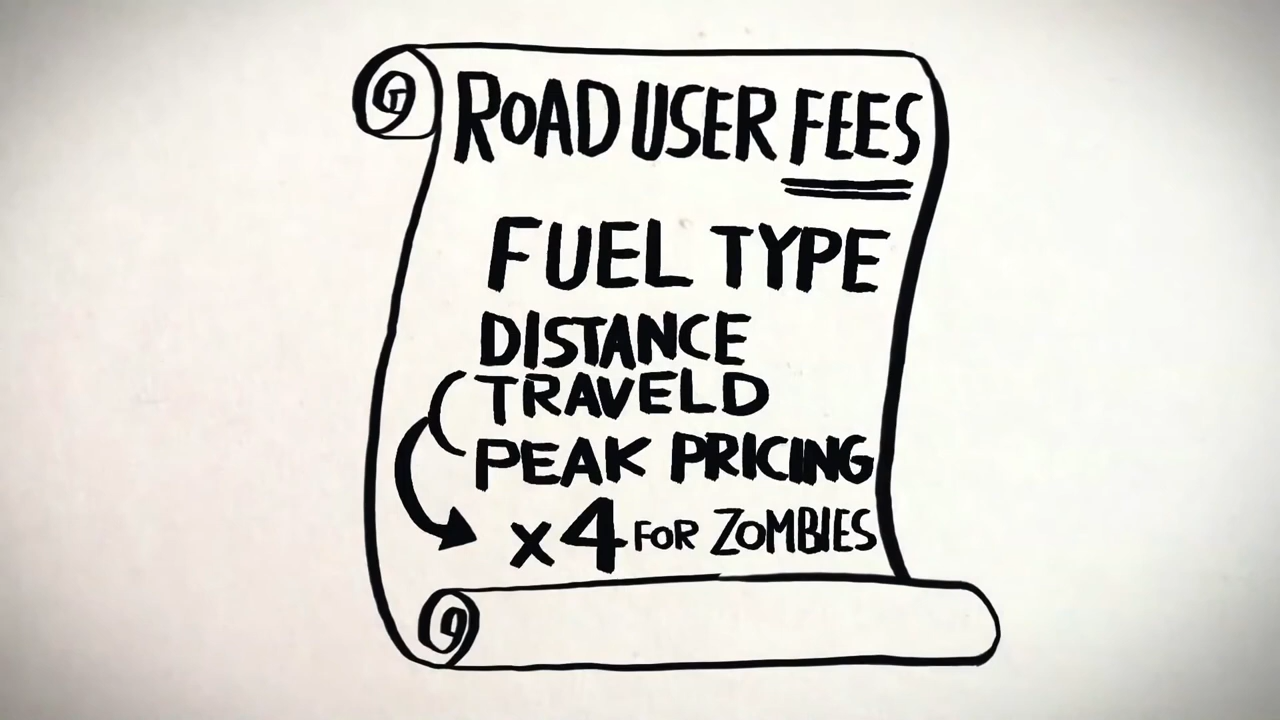 ROAD USER FEES
FUEL TYPE
DISTANCE
TRAVELD
PEAK PRICING
x4 FOR ZOMBIES